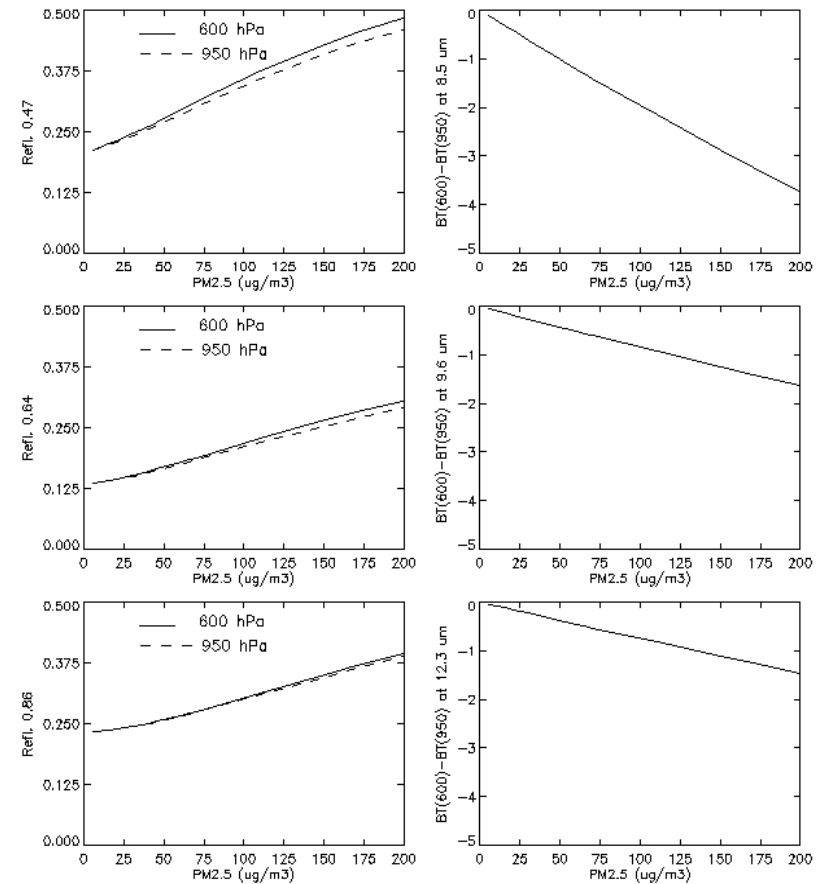 0.500
0.375
0.250
0.125
0.000
Refl. 0.47
600 hPa
950 hPa
0 25 50 75 100 125 150 175 200
PM2.5 (ug/m3)
0
−1
−2
−3
−4
−5
BT(600)−BT(950) at 8.5 um
0 25 50 75 100 125 150 175 200
PM2.5 (ug/m3)
0.500
0.375
0.250
0.125
0.000
Refl. 0.64
600 hPa
950 hPa
0 25 50 75 100 125 150 175 200
PM2.5 (ug/m3)
0
−1
−2
−3
−4
−5
BT(600)−BT(950) at 9.6 um
0 25 50 75 100 125 150 175 200
PM2.5 (ug/m3)
0.500
0.375
0.250
0.125
0.000
Refl. 0.86
600 hPa
950 hPa
0 25 50 75 100 125 150 175 200
PM2.5 (ug/m3)
0
−1
−2
−3
−4
−5
BT(600)−BT(950) at 12.3 um
0 25 50 75 100 125 150 175 200
PM2.5 (ug/m3)